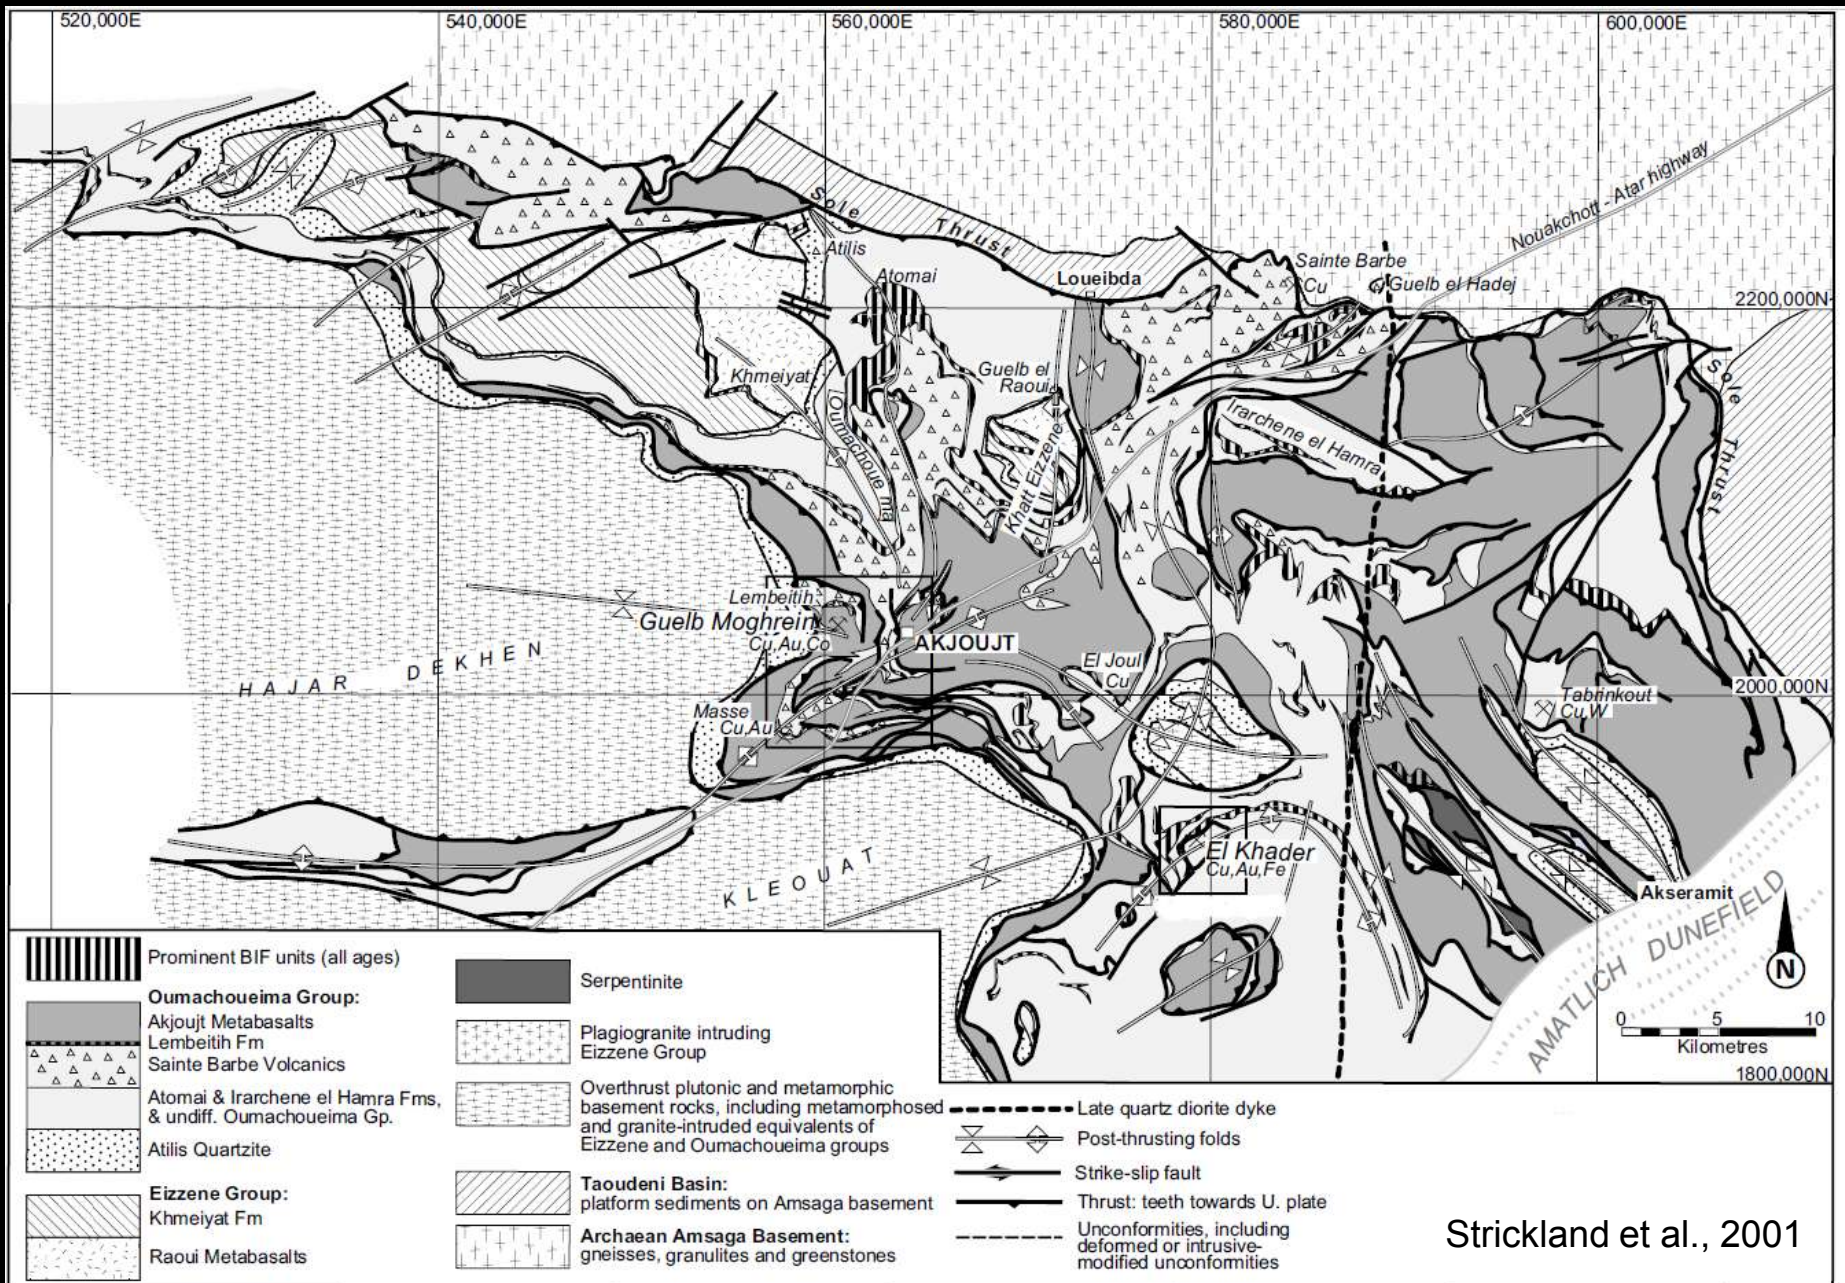 520,000E
540,000E
560,000E
580,000E
600,000E
Nouakchott - Atar highway
Sole Thrust
Atilis
Atomai
Loueibda
Sainte Barbe
Cu
Guelb el Hadej
2200,000N
Khmeiyat
Guelb el
Raoui
Oumachoue ma
Khatt Eizzene
Irarchene el Hamra
Sole Thrust
Lembeitih
Guelb Moghrein
Cu,Au,Co
AKJOUJT
HAJAR DEKHEN
El Joul
Cu
2000,000N
Masse
Cu,Au
Tabrinkout
Cu,W
El Khader
Cu,Au,Fe
KLEOUAT
Akseramit
AMATLICH DUNEFIELD
N
0 5 10
Kilometres
1800,000N
Prominent BIF units (all ages)
Oumachoueima Group:
Akjoujt Metabasalts
Lembeitih Fm
Sainte Barbe Volcanics
Atomai & Irarchene el Hamra Fms,
& undiff. Oumachoueima Gp.
Atilis Quartzite
Eizzene Group:
Khmeiyat Fm
Raoui Metabasalts
Serpentinite
Plagiogranite intruding
Eizzene Group
Overthrust plutonic and metamorphic
basement rocks, including metamorphosed
and granite-intruded equivalents of
Eizzene and Oumachoueima groups
Taoudeni Basin:
platform sediments on Amsaga basement
Archaean Amsaga Basement:
gneisses, granulites and greenstones
Late quartz diorite dyke
Post-thrusting folds
Strike-slip fault
Thrust: teeth towards U. plate
Unconformities, including
deformed or intrusive-
modified unconformities
Strickland et al., 2001